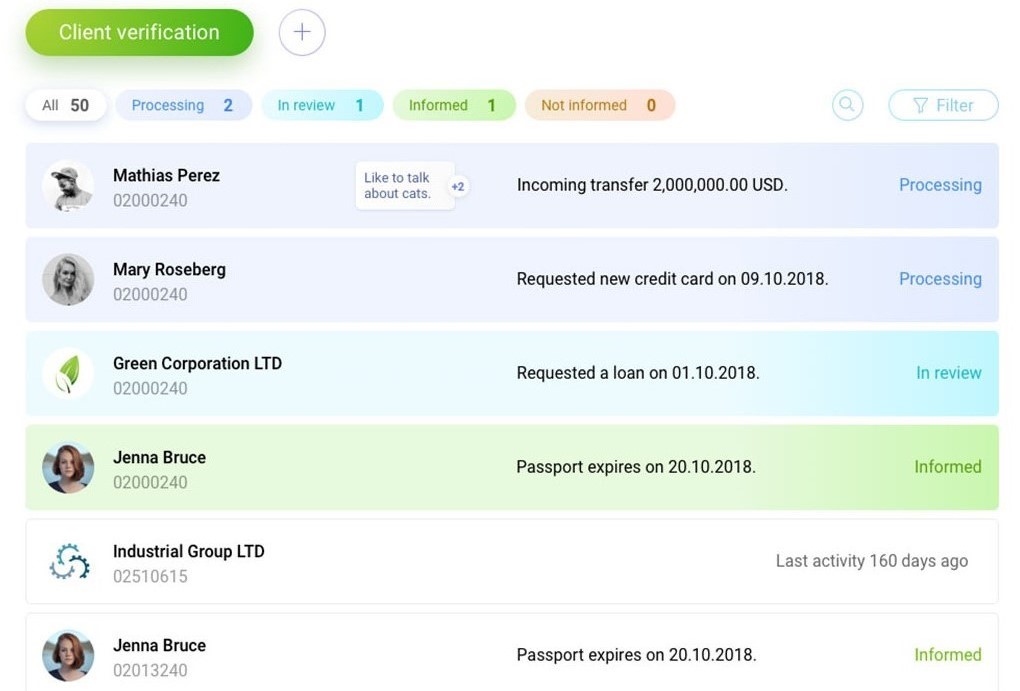 Client verification
All 50
Processing 2
In review 1
Informed 1
Not informed 0
Filter
Mathias Perez
02000240
Like to talk
about cats.
+2
Incoming transfer 2,000,000.00 USD.
Processing
Mary Roseberg
02000240
Requested new credit card on 09.10.2018.
Processing
Green Corporation LTD
02000240
Requested a loan on 01.10.2018.
In review
Jenna Bruce
02000240
Passport expires on 20.10.2018.
Informed
Industrial Group LTD
02510615
Last activity 160 days ago
Jenna Bruce
02013240
Passport expires on 20.10.2018.
Informed